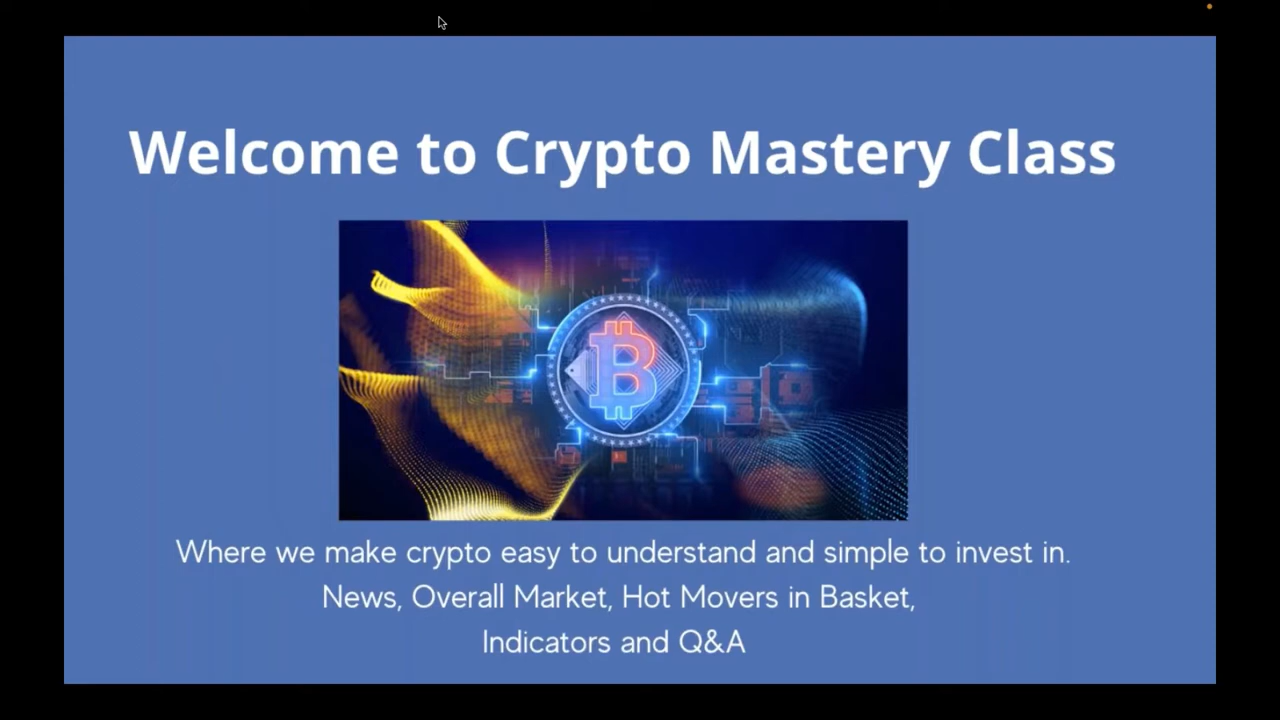 Welcome to Crypto Mastery Class
Where we make crypto easy to understand and simple to invest in.
News, Overall Market, Hot Movers in Basket,
Indicators and Q&A